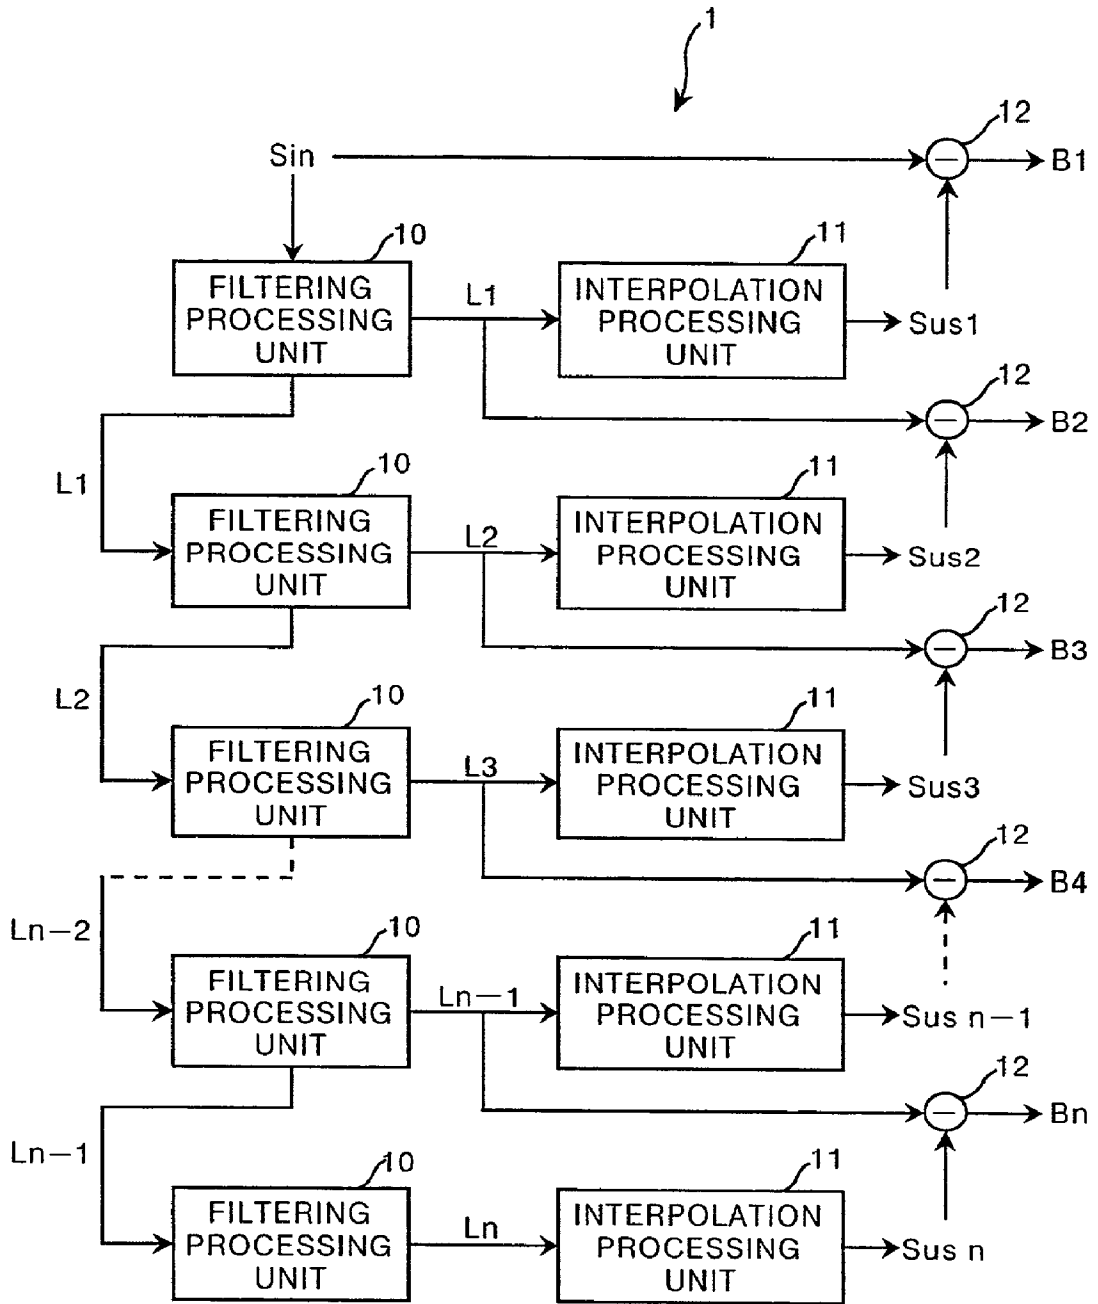 1
12
Sin
B1
10
11
FILTERING
PROCESSING
UNIT
L1
INTERPOLATION
PROCESSING
UNIT
Sus1
12
B2
L1
10
11
FILTERING
PROCESSING
UNIT
L2
INTERPOLATION
PROCESSING
UNIT
Sus2
12
B3
L2
10
11
FILTERING
PROCESSING
UNIT
L3
INTERPOLATION
PROCESSING
UNIT
Sus3
12
B4
Ln-2
10
11
FILTERING
PROCESSING
UNIT
Ln-1
INTERPOLATION
PROCESSING
UNIT
Sus n-1
12
Bn
Ln-1
10
11
FILTERING
PROCESSING
UNIT
Ln
INTERPOLATION
PROCESSING
UNIT
Sus n